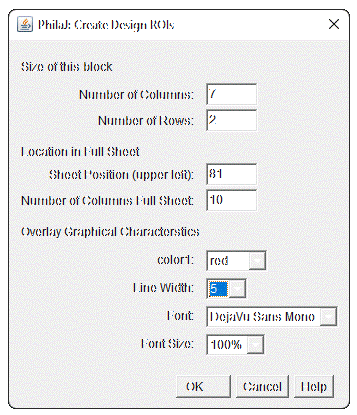 PhilaJ: Create Design ROIs
Size of this block
Number of Columns: 7
Number of Rows: 2
Location in Full Sheet
Sheet Position (upper left): 81
Number of Columns Full Sheet: 10
Overlay Graphical Characterstics
color1: red
Line Width: 5
Font: DejaVu Sans Mono
Font Size: 100%
OK Cancel Help